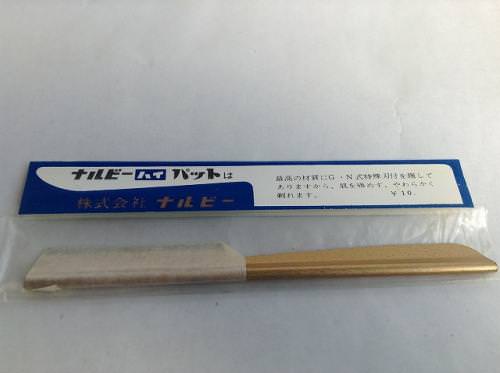 ナルビーハイパットは
株式会社 ナルビー
最高の材質にG・N式特殊刃付を施して
ありますから、肌を痛めず、やわらかく
剃れます。 ¥10.